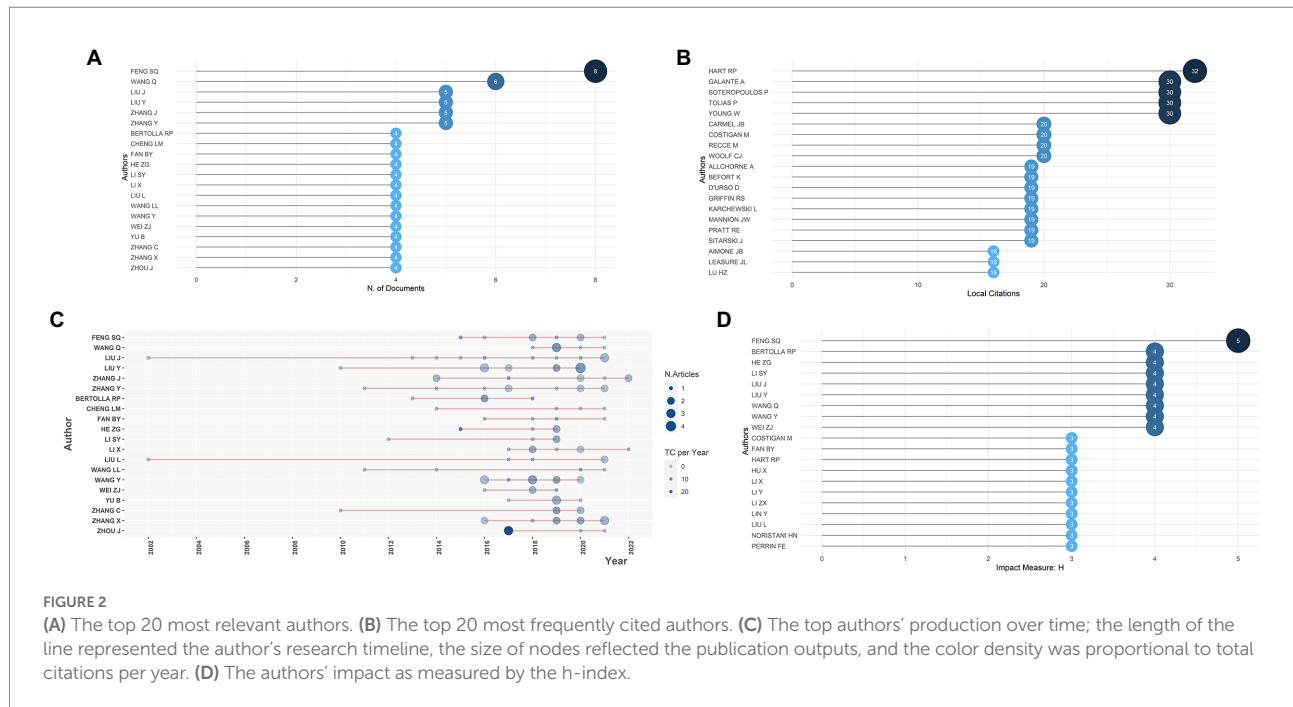 A
FENG SQ 8
WANG Q 6
LIU J 5
LIU Y 5
ZHANG J 5
ZHANG Y 5
BERTOLLA RP 4
CHENG LM 4
FAN BY 4
HE ZG 4
LI SY 4
LI X 4
LIU L 4
WANG LL 4
WANG Y 4
WEI ZJ 4
YU B 4
ZHANG C 4
ZHANG X 4
ZHOU J 4
Authors
0 2 4 6 8
N. of Documents
B
HART RP 32
GALANTE A 30
SOTEROPOULOS P 30
TOLIAS P 30
YOUNG W 30
CARMEL JB 20
COSTIGAN M 20
RECCE M 20
WOOLF CJ 20
ALLCHORNE A 19
BEFORT K 19
D'URSO D 19
GRIFFIN RS 19
KARCHEWSKI L 19
MANNION JW 19
PRATT RE 19
SITARSKI J 19
AIMONE JB 16
LEASURE JL 16
LU HZ 16
Authors
0 10 20 30
Local Citations
C
FENG SQ
WANG Q
LIU J
LIU Y
ZHANG J
ZHANG Y
BERTOLLA RP
CHENG LM
FAN BY
HE ZG
LI SY
LI X
LIU L
WANG LL
WANG Y
WEI ZJ
YU B
ZHANG C
ZHANG X
ZHOU J
Author
2002 2004 2006 2008 2010 2012 2014 2016 2018 2020 2022
Year
N.Articles
1
2
3
4
TC per Year
0
10
20
D
FENG SQ 5
BERTOLLA RP 4
HE ZG 4
LI SY 4
LIU J 4
LIU Y 4
WANG Q 4
WANG Y 4
WEI ZJ 4
COSTIGAN M 3
FAN BY 3
HART RP 3
HU X 3
LI X 3
LI Y 3
LI ZX 3
LIN Y 3
LIU L 3
NORISTANI HN 3
PERRIN FE 3
Authors
0 1 2 3 4 5
Impact Measure: H
FIGURE 2
(A) The top 20 most relevant authors. (B) The top 20 most frequently cited authors. (C) The top authors' production over time; the length of the
line represented the author's research timeline, the size of nodes reflected the publication outputs, and the color density was proportional to total
citations per year. (D) The authors' impact as measured by the h-index.